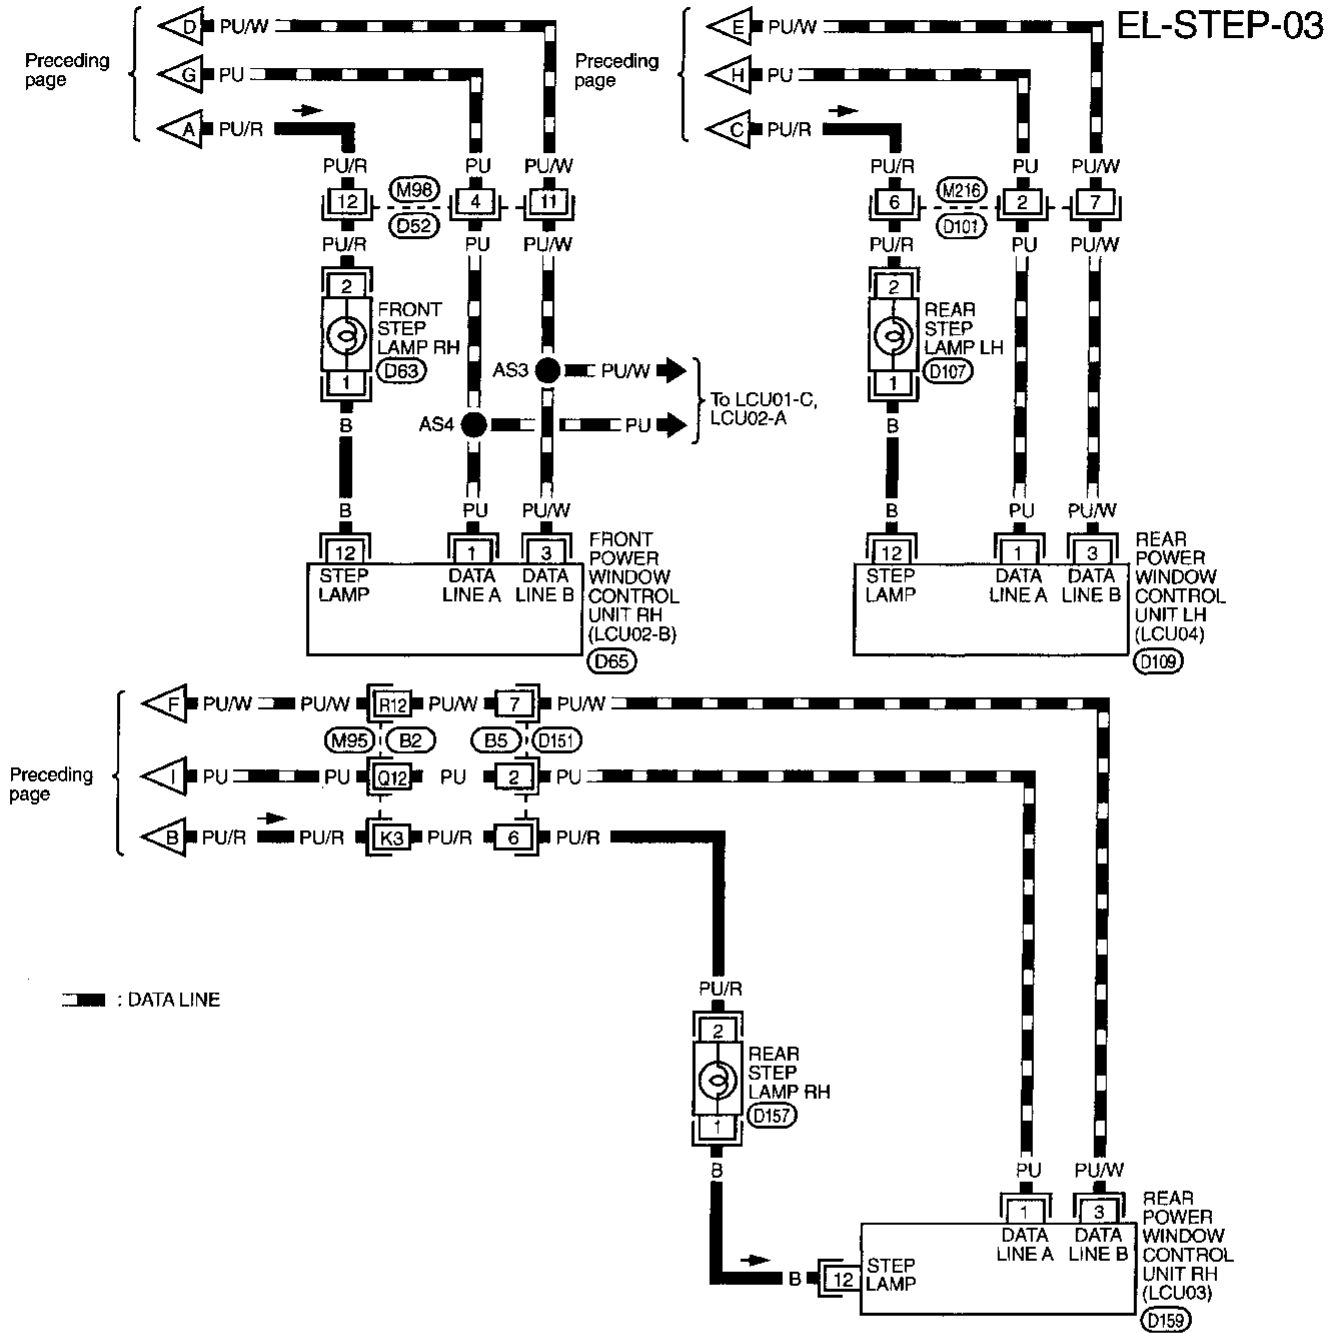 EL-STEP-03
Preceding
page
D PU/W
G PU
A PU/R
PU/R PU PU/W
12 M98 4 11
D52
PU/R PU PU/W
2
FRONT
STEP
LAMP RH
D63
1
B
AS3 PU/W
AS4 PU
To LCU01-C,
LCU02-A
B PU PU/W
12 1 3
STEP
LAMP
DATA
LINE A
DATA
LINE B
FRONT
POWER
WINDOW
CONTROL
UNIT RH
(LCU02-B)
D65
Preceding
page
E PU/W
H PU
C PU/R
PU/R PU PU/W
6 M216 2 7
D101
PU/R PU PU/W
2
REAR
STEP
LAMP LH
D107
1
B
B PU PU/W
12 1 3
STEP
LAMP
DATA
LINE A
DATA
LINE B
REAR
POWER
WINDOW
CONTROL
UNIT LH
(LCU04)
D109
Preceding
page
F PU/W PU/W R12 PU/W 7 PU/W
M95 B2 B5 D151
I PU PU Q12 PU 2 PU
B PU/R PU/R K3 PU/R 6 PU/R
: DATA LINE
PU/R
2
REAR
STEP
LAMP RH
D157
1
B
PU PU/W
1 3
DATA
LINE A
DATA
LINE B
B 12 STEP
LAMP
REAR
POWER
WINDOW
CONTROL
UNIT RH
(LCU03)
D159